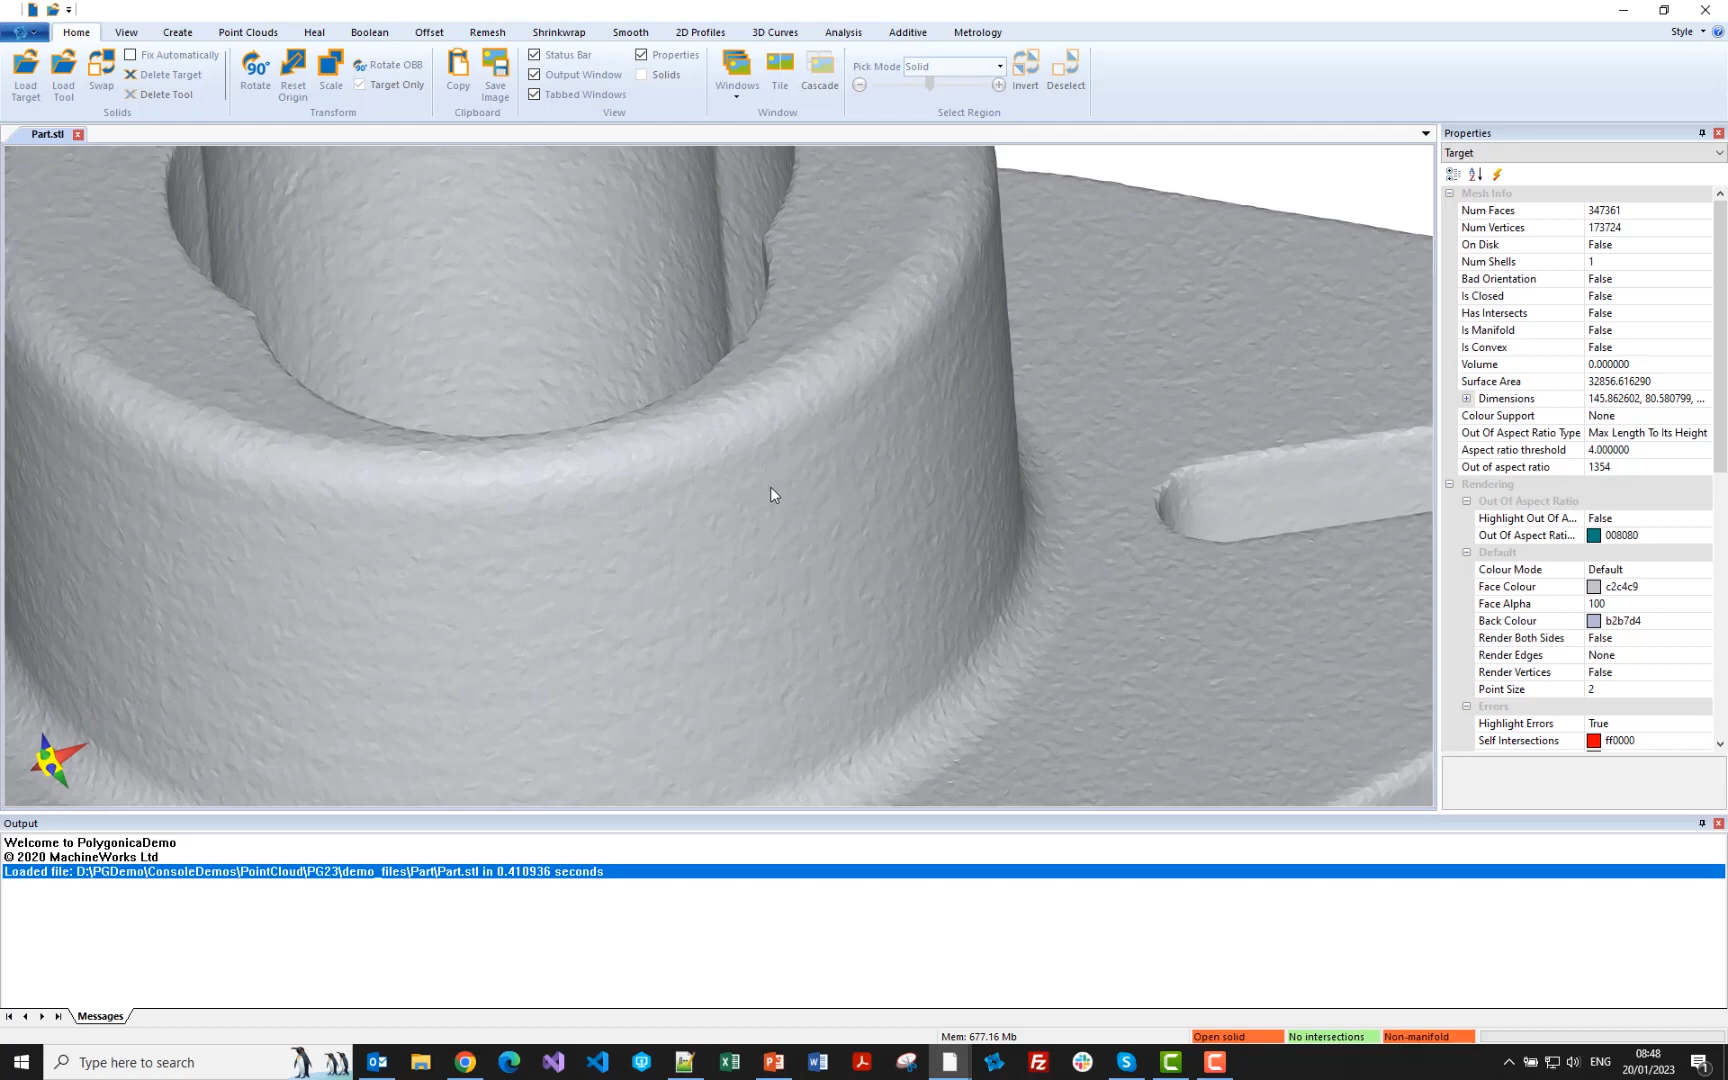 Home View Create Point Clouds Heal Boolean Offset Remesh Shrinkwrap Smooth 2D Profiles 3D Curves Analysis Additive Metrology Style
Load Target
Load Tool
Swap
Fix Automatically
Delete Target
Delete Tool
Solids
90°
Rotate
Reset Origin
Scale
90° Rotate OBB
Target Only
Transform
Copy
Save Image
Clipboard
Status Bar
Output Window
Tabbed Windows
Properties
Solids
View
Windows
Tile
Cascade
Window
Pick Mode Solid
Invert
Deselect
Select Region
Part.stl
Properties
Target
Mesh Info
Num Faces 347361
Num Vertices 173724
On Disk False
Num Shells 1
Bad Orientation False
Is Closed False
Has Intersects False
Is Manifold False
Is Convex False
Volume 0.000000
Surface Area 32856.616290
Dimensions 145.862602, 80.580799, ...
Colour Support None
Out Of Aspect Ratio Type Max Length To Its Height
Aspect ratio threshold 4.000000
Out of aspect ratio 1354
Rendering
Out Of Aspect Ratio
Highlight Out Of A... False
Out Of Aspect Rati... 008080
Default
Colour Mode Default
Face Colour c2c4c9
Face Alpha 100
Back Colour b2b7d4
Render Both Sides False
Render Edges None
Render Vertices False
Point Size 2
Errors
Highlight Errors True
Self Intersections ff0000
Output
Welcome to PolygonicaDemo
© 2020 MachineWorks Ltd
Loaded file: D:\PGDemo\ConsoleDemos\PointCloud\PG23\demo_files\Part\Part.stl in 0.410936 seconds
Messages
Mem: 677.16 Mb
Open solid
No intersections
Non-manifold
Type here to search
ENG
08:48
20/01/2023